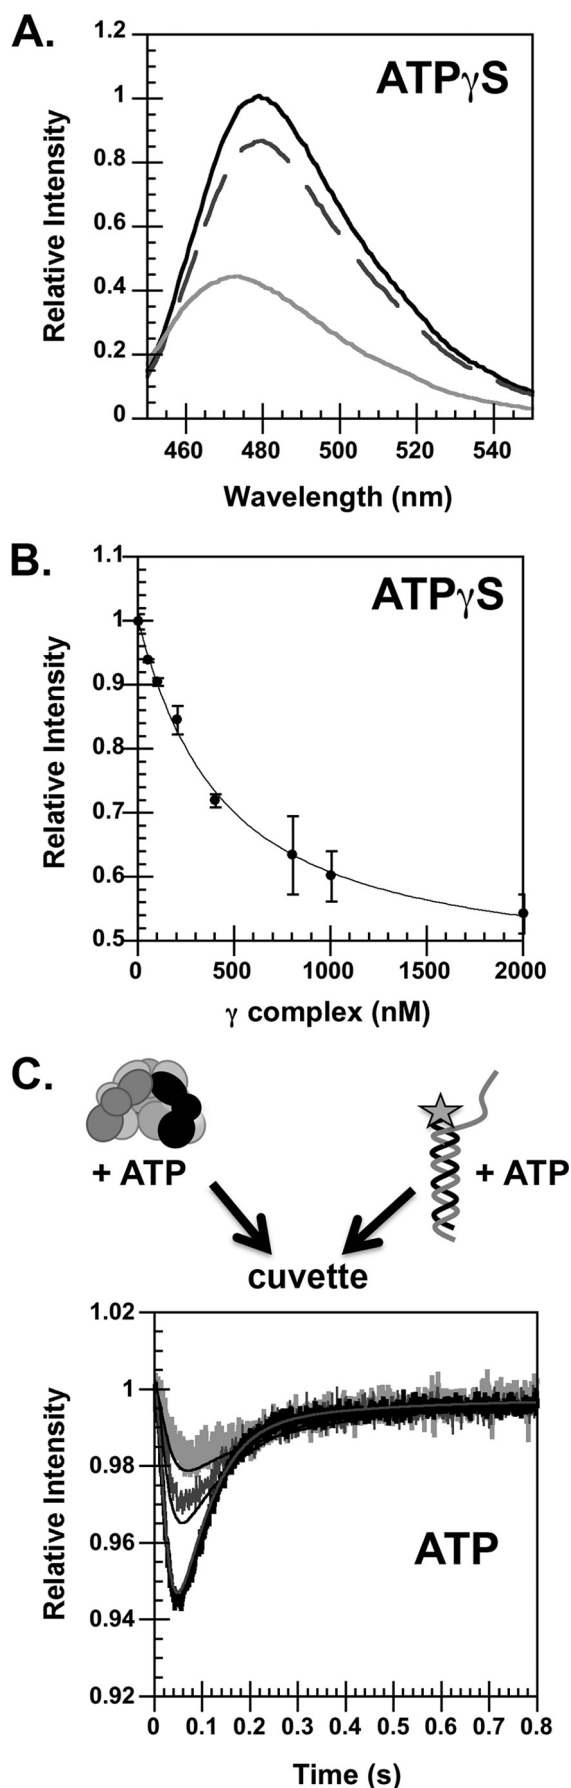 A.
ATPγS
Relative Intensity
1.2
1
0.8
0.6
0.4
0.2
0
460 480 500 520 540
Wavelength (nm)
B.
ATPγS
Relative Intensity
1.1
1
0.9
0.8
0.7
0.6
0.5
0 500 1000 1500 2000
γ complex (nM)
C.
+ ATP + ATP
cuvette
Relative Intensity
1.02
1
0.98
0.96
0.94
0.92
ATP
0 0.1 0.2 0.3 0.4 0.5 0.6 0.7 0.8
Time (s)